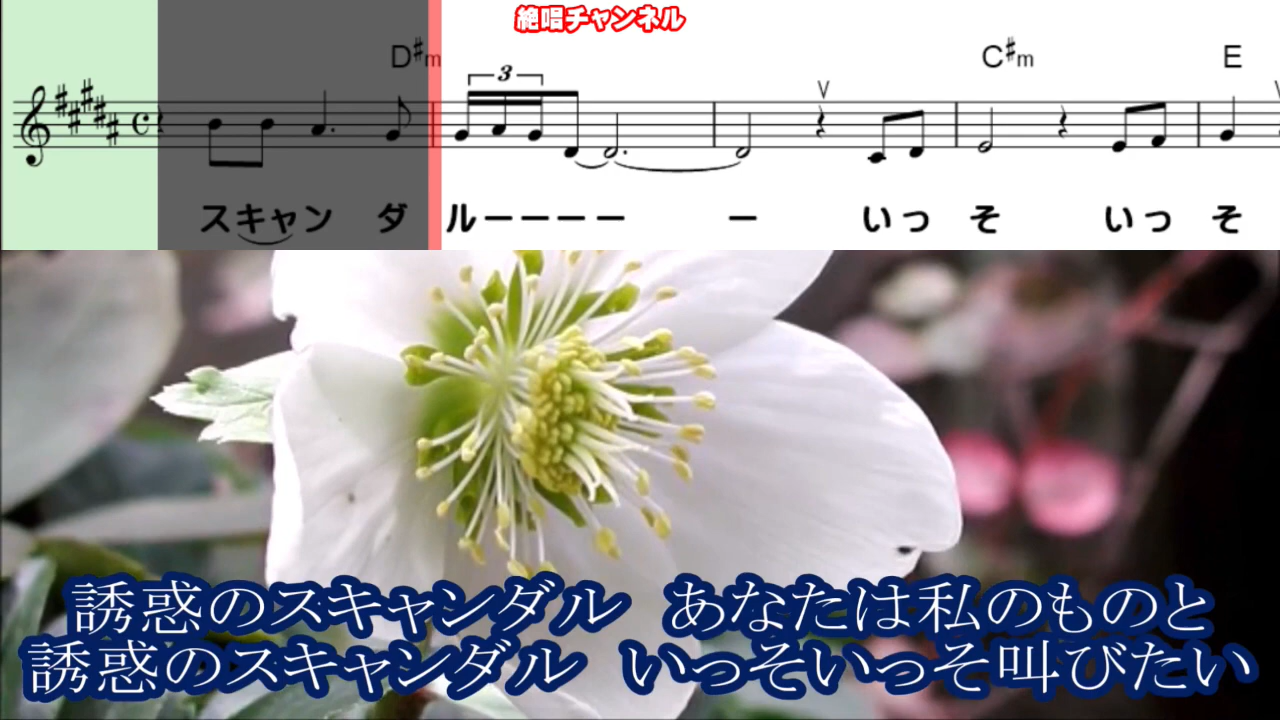 絶唱チャンネル
D#m C#m E
3
スキャン ダ ルーーーー ー いっ そ いっ そ
誘惑のスキャンダル あなたは私のものと
誘惑のスキャンダル いっそいっそ叫びたい